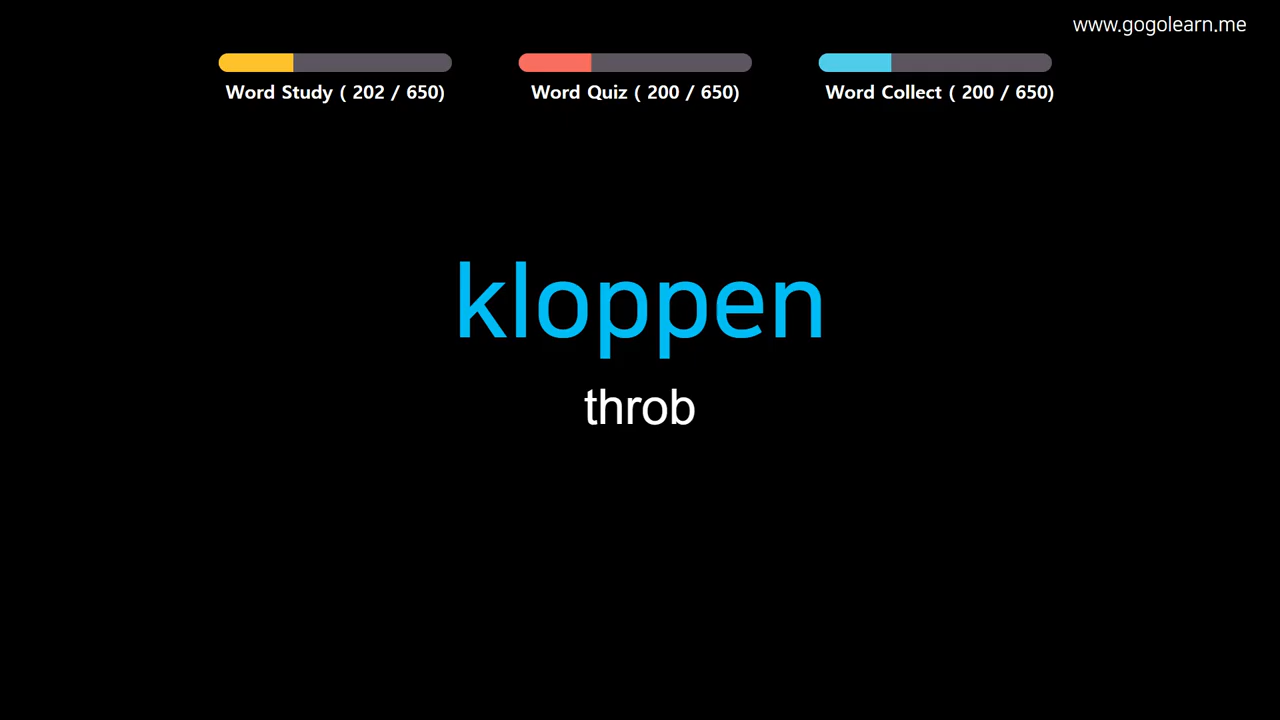 www.gogolearn.me
Word Study ( 202 / 650)
Word Quiz ( 200 / 650)
Word Collect ( 200 / 650)
kloppen
throb